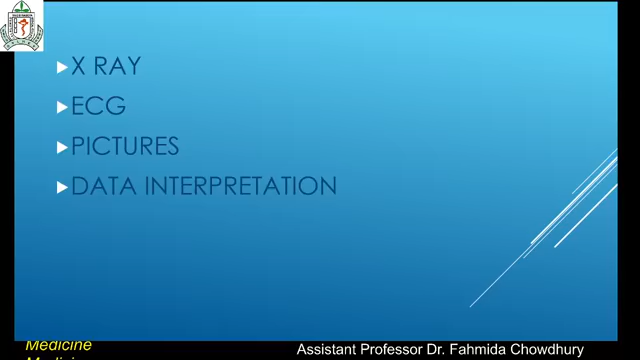 X RAY
ECG
PICTURES
DATA INTERPRETATION
Medicine
Assistant Professor Dr. Fahmida Chowdhury